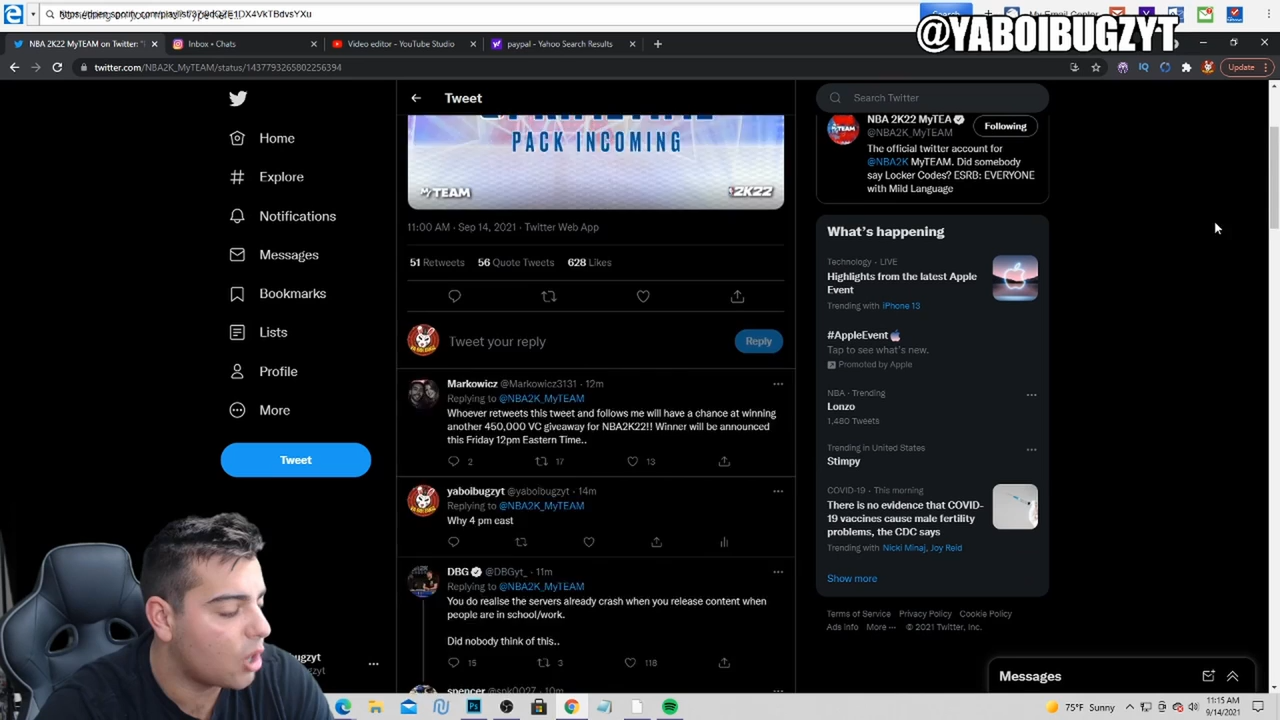 @YABOIBUGZYT
NBA 2K22 MyTEAM on Twitter: "
Inbox • Chats
Video editor - YouTube Studio
paypal - Yahoo Search Results
twitter.com/NBA2K_MyTEAM/status/1437793265802256394
Update
Home
Explore
Notifications
Messages
Bookmarks
Lists
Profile
More
Tweet
Tweet
PACK INCOMING
MyTEAM
2K22
11:00 AM · Sep 14, 2021 · Twitter Web App
51 Retweets 56 Quote Tweets 628 Likes
Tweet your reply
Reply
Markowicz @Markowicz3131 · 12m
Replying to @NBA2K_MyTEAM
Whoever retweets this tweet and follows me will have a chance at winning
another 450,000 VC giveaway for NBA2K22!! Winner will be announced
this Friday 12pm Eastern Time..
2 17 13
yaboibugzyt @yaboibugzyt · 14m
Replying to @NBA2K_MyTEAM
Why 4 pm east
DBG @DBGyt_ · 11m
Replying to @NBA2K_MyTEAM
You do realise the servers already crash when you release content when
people are in school/work.
Did nobody think of this..
15 3 118
spencer @spk0027 · 10m
Search Twitter
NBA 2K22 MyTEA
@NBA2K_MyTEAM
Following
The official twitter account for
@NBA2K MyTEAM. Did somebody
say Locker Codes? ESRB: EVERYONE
with Mild Language
What's happening
Technology · LIVE
Highlights from the latest Apple
Event
Trending with iPhone 13
#AppleEvent
Tap to see what's new.
Promoted by Apple
NBA · Trending
Lonzo
1,480 Tweets
Trending in United States
Stimpy
COVID-19 · This morning
There is no evidence that COVID-
19 vaccines cause male fertility
problems, the CDC says
Trending with Nicki Minaj, Joy Reid
Show more
Terms of Service Privacy Policy Cookie Policy
Ads info More ··· © 2021 Twitter, Inc.
Messages
75°F Sunny
11:15 AM
9/14/2021